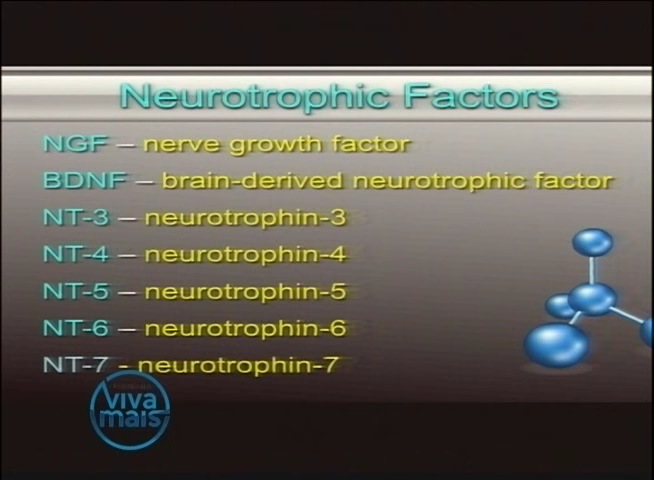 Neurotrophic Factors
NGF – nerve growth factor
BDNF – brain-derived neurotrophic factor
NT-3 – neurotrophin-3
NT-4 – neurotrophin-4
NT-5 – neurotrophin-5
NT-6 – neurotrophin-6
NT-7 - neurotrophin-7
viva
mais